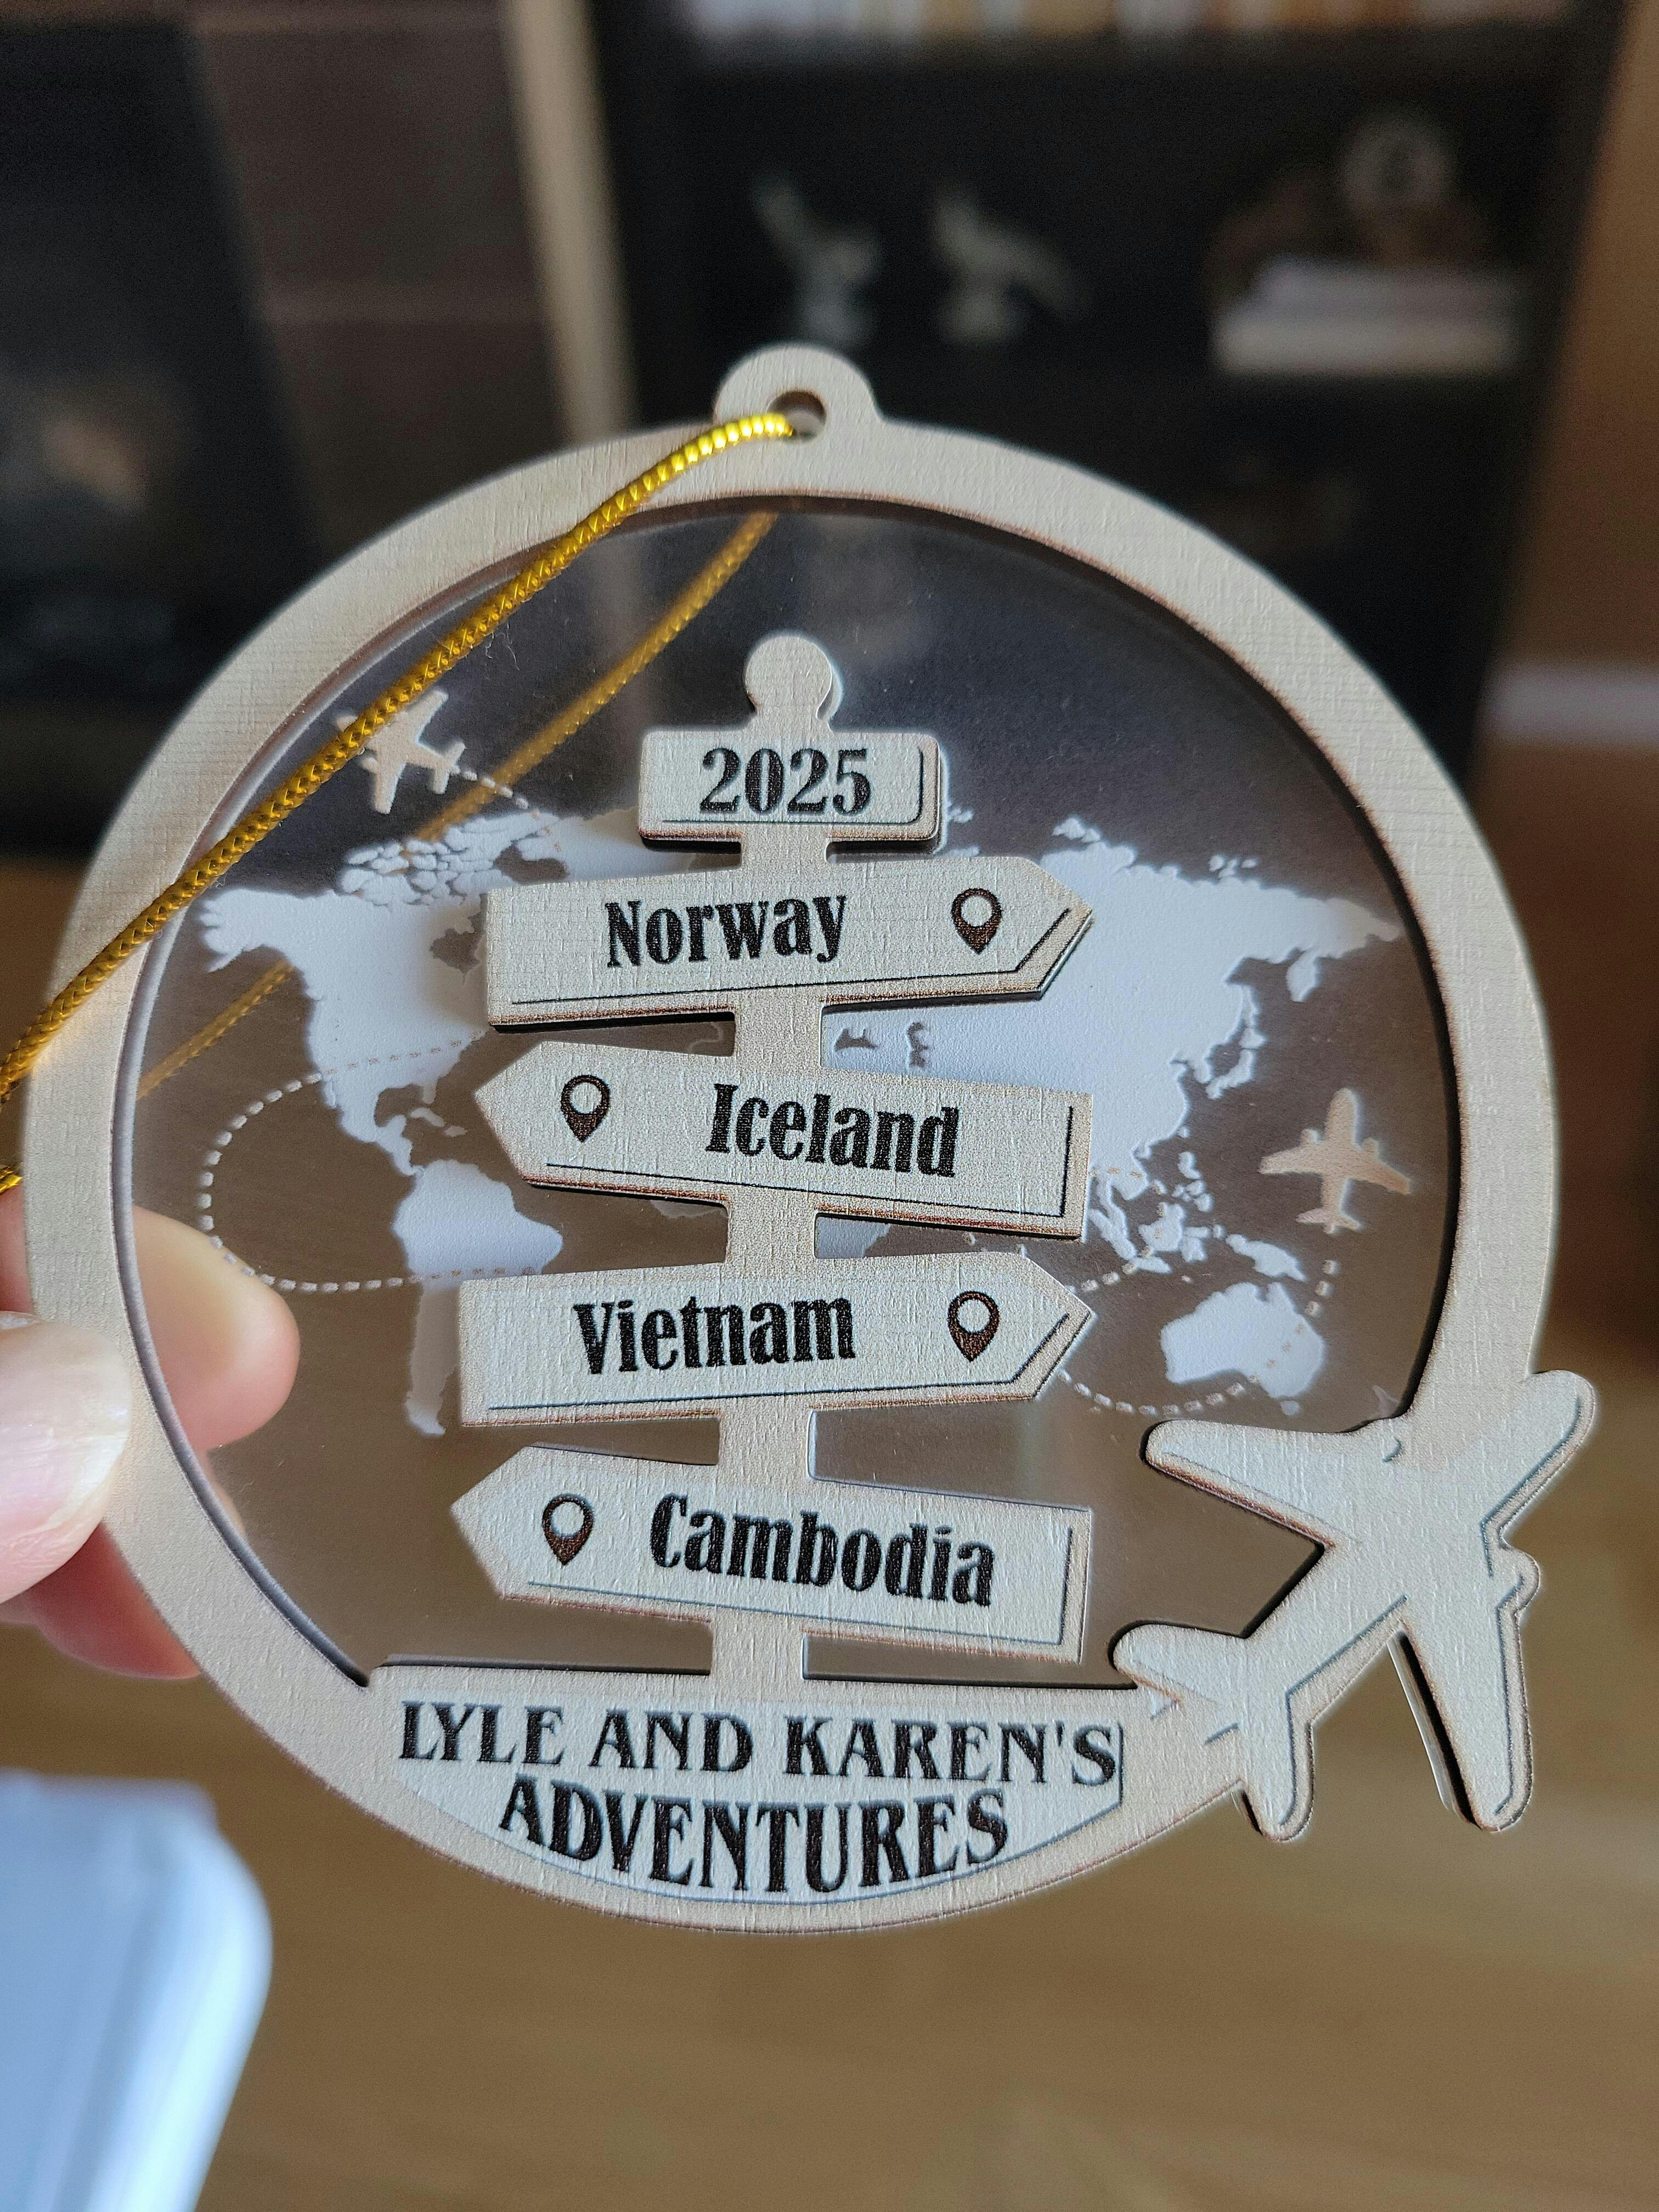 2025
Norway
Iceland
Vietnam
Cambodia
LYLE AND KAREN'S
ADVENTURES